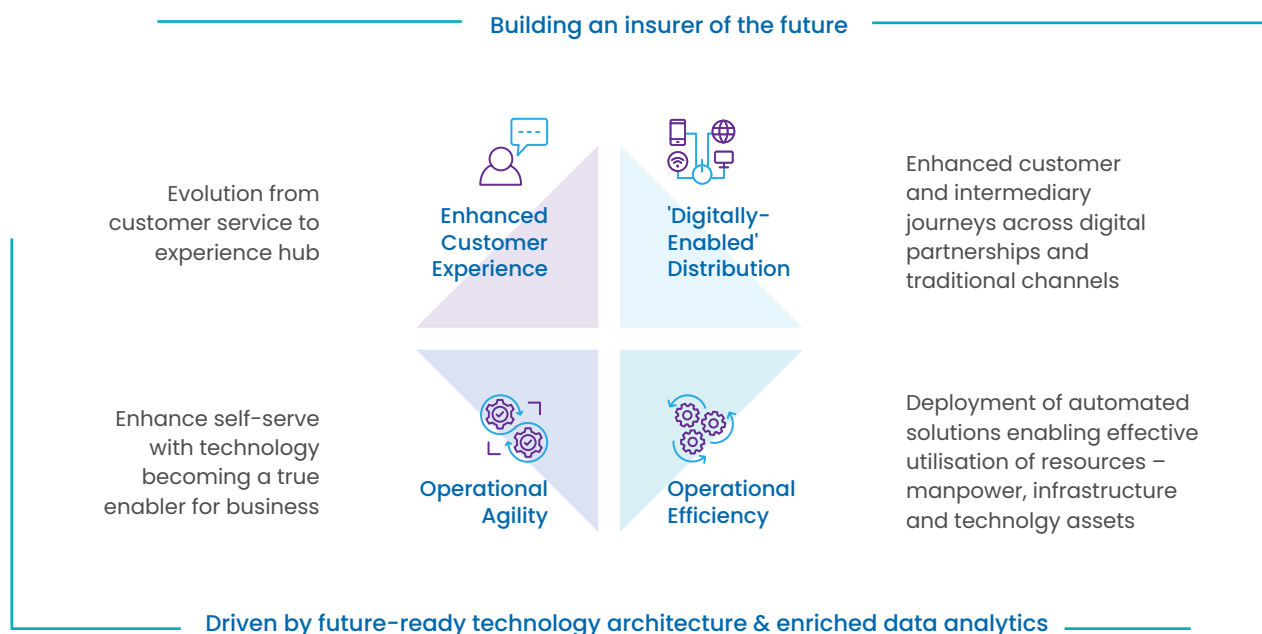 Building an insurer of the future
Evolution from
customer service to
experience hub
Enhanced
Customer
Experience
'Digitally-
Enabled'
Distribution
Enhanced customer
and intermediary
journeys across digital
partnerships and
traditional channels
Enhance self-serve
with technology
becoming a true
enabler for business
Operational
Agility
Operational
Efficiency
Deployment of automated
solutions enabling effective
utilisation of resources –
manpower, infrastructure
and technolgy assets
Driven by future-ready technology architecture & enriched data analytics